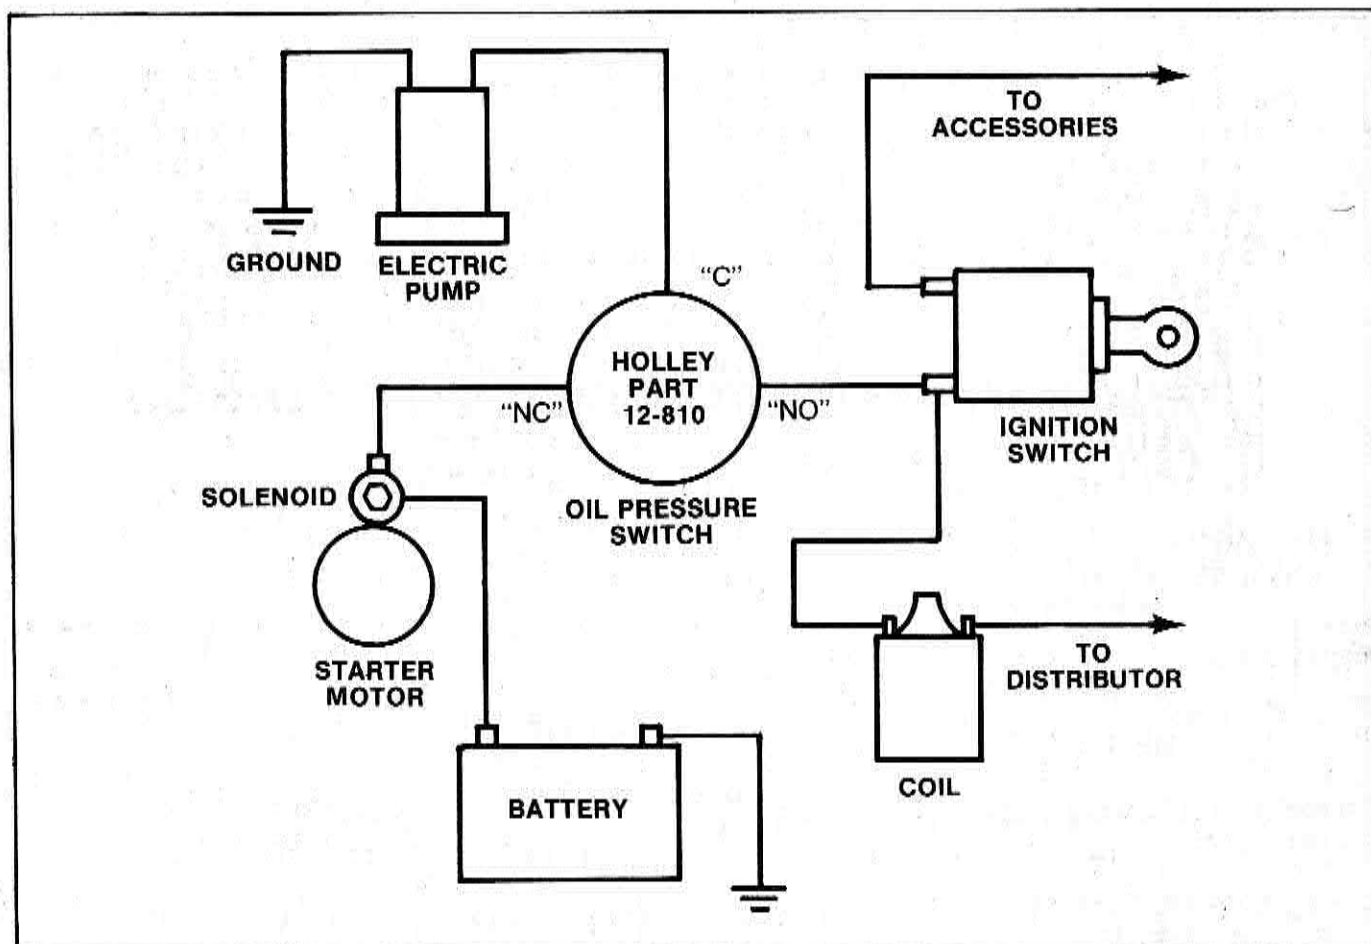 TO
ACCESSORIES
GROUND
ELECTRIC
PUMP
"C"
HOLLEY
PART
12-810
"NC"
"NO"
IGNITION
SWITCH
SOLENOID
OIL PRESSURE
SWITCH
STARTER
MOTOR
TO
DISTRIBUTOR
COIL
BATTERY